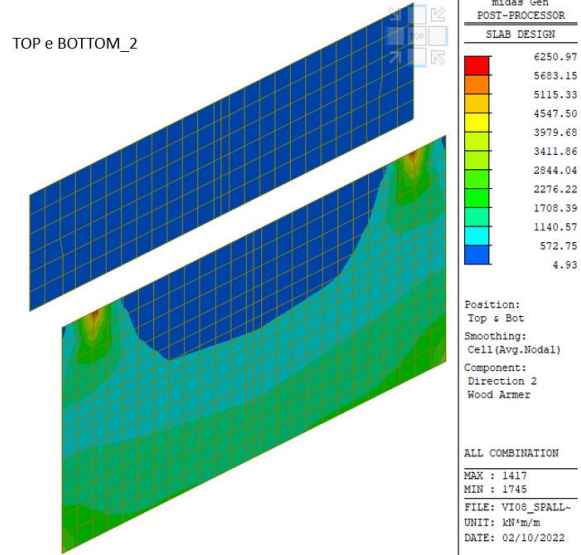 TOP e BOTTOM_2
TOP
midas Gen
POST-PROCESSOR
SLAB DESIGN
6250.97
5683.15
5115.33
4547.50
3979.68
3411.86
2844.04
2276.22
1708.39
1140.57
572.75
4.93
Position:
Top & Bot
Smoothing:
Cell(Avg.Nodal)
Component:
Direction 2
Wood Armer
ALL COMBINATION
MAX : 1417
MIN : 1745
FILE: VI08_SPALL~
UNIT: kN*m/m
DATE: 02/10/2022